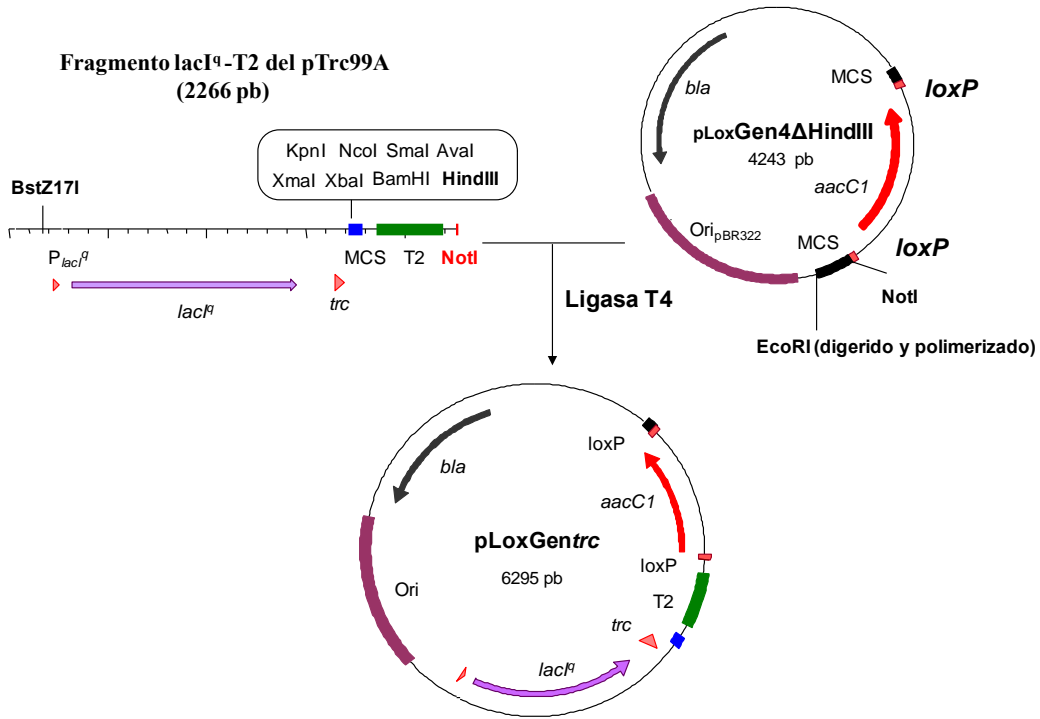 Fragmento lacIq -T2 del pTrc99A
(2266 pb)
KpnI NcoI SmaI AvaI
XmaI XbaI BamHI HindIII
BstZ17I
PlacIq
MCS T2 NotI
lacIq
trc
MCS
loxP
bla
pLoxGen4ΔHindIII
4243 pb
aacC1
OripBR322
MCS
loxP
NotI
EcoRI (digerido y polimerizado)
Ligasa T4
loxP
bla
aacC1
pLoxGentrc
6295 pb
Ori
loxP
T2
trc
lacIq